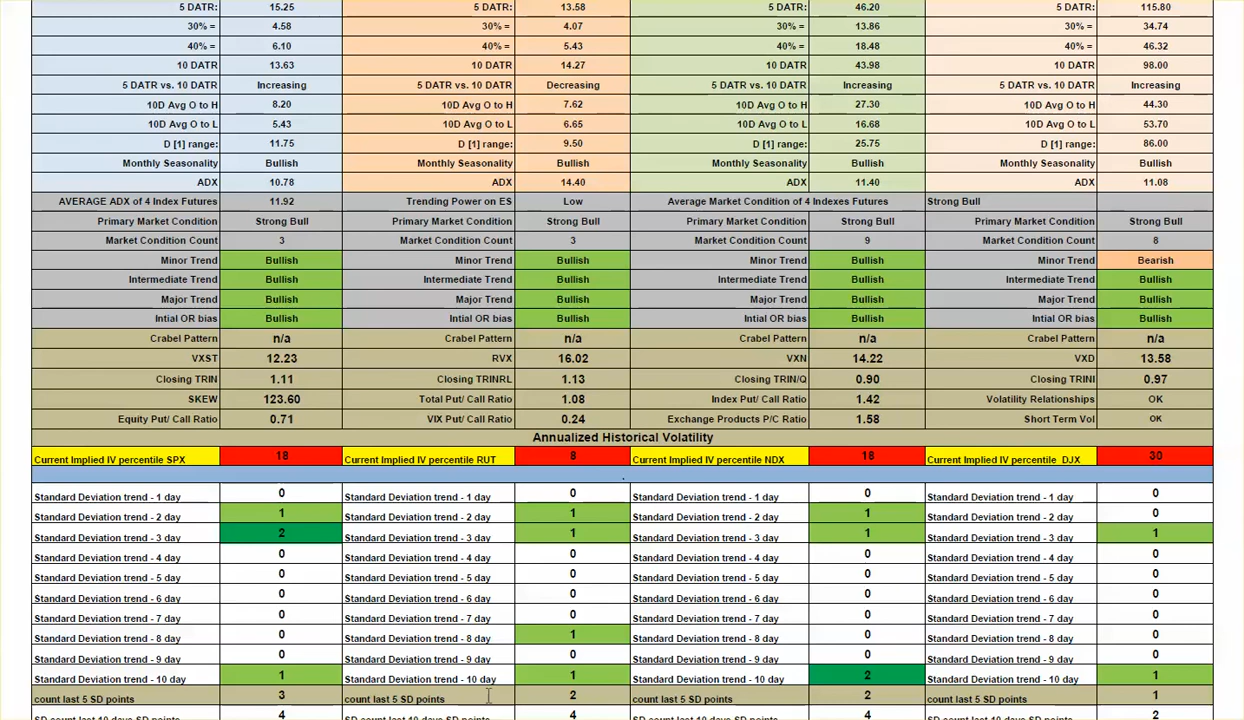 5 DATR: 15.25 5 DATR: 13.58 5 DATR: 46.20 5 DATR: 115.80
30% = 4.58 30% = 4.07 30% = 13.86 30% = 34.74
40% = 6.10 40% = 5.43 40% = 18.48 40% = 46.32
10 DATR 13.63 10 DATR 14.27 10 DATR 43.98 10 DATR 98.00
5 DATR vs. 10 DATR Increasing 5 DATR vs. 10 DATR Decreasing 5 DATR vs. 10 DATR Increasing 5 DATR vs. 10 DATR Increasing
10D Avg O to H 8.20 10D Avg O to H 7.62 10D Avg O to H 27.30 10D Avg O to H 44.30
10D Avg O to L 5.43 10D Avg O to L 6.65 10D Avg O to L 16.68 10D Avg O to L 53.70
D [1] range: 11.75 D [1] range: 9.50 D [1] range: 25.75 D [1] range: 86.00
Monthly Seasonality Bullish Monthly Seasonality Bullish Monthly Seasonality Bullish Monthly Seasonality Bullish
ADX 10.78 ADX 14.40 ADX 11.40 ADX 11.08
AVERAGE ADX of 4 Index Futures 11.92 Trending Power on ES Low Average Market Condition of 4 Indexes Futures Strong Bull
Primary Market Condition Strong Bull Primary Market Condition Strong Bull Primary Market Condition Strong Bull Primary Market Condition Strong Bull
Market Condition Count 3 Market Condition Count 3 Market Condition Count 9 Market Condition Count 8
Minor Trend Bullish Minor Trend Bullish Minor Trend Bullish Minor Trend Bearish
Intermediate Trend Bullish Intermediate Trend Bullish Intermediate Trend Bullish Intermediate Trend Bullish
Major Trend Bullish Major Trend Bullish Major Trend Bullish Major Trend Bullish
Intial OR bias Bullish Intial OR bias Bullish Intial OR bias Bullish Intial OR bias Bullish
Crabel Pattern n/a Crabel Pattern n/a Crabel Pattern n/a Crabel Pattern n/a
VXST 12.23 RVX 16.02 VXN 14.22 VXD 13.58
Closing TRIN 1.11 Closing TRINRL 1.13 Closing TRIN/Q 0.90 Closing TRINI 0.97
SKEW 123.60 Total Put/ Call Ratio 1.08 Index Put/ Call Ratio 1.42 Volatility Relationships OK
Equity Put/ Call Ratio 0.71 VIX Put/ Call Ratio 0.24 Exchange Products P/C Ratio 1.58 Short Term Vol OK
Annualized Historical Volatility
Current Implied IV percentile SPX 18 Current Implied IV percentile RUT 8 Current Implied IV percentile NDX 18 Current Implied IV percentile DJX 30
.
Standard Deviation trend - 1 day 0 Standard Deviation trend - 1 day 0 Standard Deviation trend - 1 day 0 Standard Deviation trend - 1 day 0
Standard Deviation trend - 2 day 1 Standard Deviation trend - 2 day 1 Standard Deviation trend - 2 day 1 Standard Deviation trend - 2 day 0
Standard Deviation trend - 3 day 2 Standard Deviation trend - 3 day 1 Standard Deviation trend - 3 day 1 Standard Deviation trend - 3 day 1
Standard Deviation trend - 4 day 0 Standard Deviation trend - 4 day 0 Standard Deviation trend - 4 day 0 Standard Deviation trend - 4 day 0
Standard Deviation trend - 5 day 0 Standard Deviation trend - 5 day 0 Standard Deviation trend - 5 day 0 Standard Deviation trend - 5 day 0
Standard Deviation trend - 6 day 0 Standard Deviation trend - 6 day 0 Standard Deviation trend - 6 day 0 Standard Deviation trend - 6 day 0
Standard Deviation trend - 7 day 0 Standard Deviation trend - 7 day 0 Standard Deviation trend - 7 day 0 Standard Deviation trend - 7 day 0
Standard Deviation trend - 8 day 0 Standard Deviation trend - 8 day 1 Standard Deviation trend - 8 day 0 Standard Deviation trend - 8 day 0
Standard Deviation trend - 9 day 0 Standard Deviation trend - 9 day 0 Standard Deviation trend - 9 day 0 Standard Deviation trend - 9 day 0
Standard Deviation trend - 10 day 1 Standard Deviation trend - 10 day 1 Standard Deviation trend - 10 day 2 Standard Deviation trend - 10 day 1
count last 5 SD points 3 count last 5 SD points 2 count last 5 SD points 2 count last 5 SD points 1
SD count last 10 days SD points 4 SD count last 10 days SD points 4 SD count last 10 days SD points 4 SD count last 10 days SD points 2